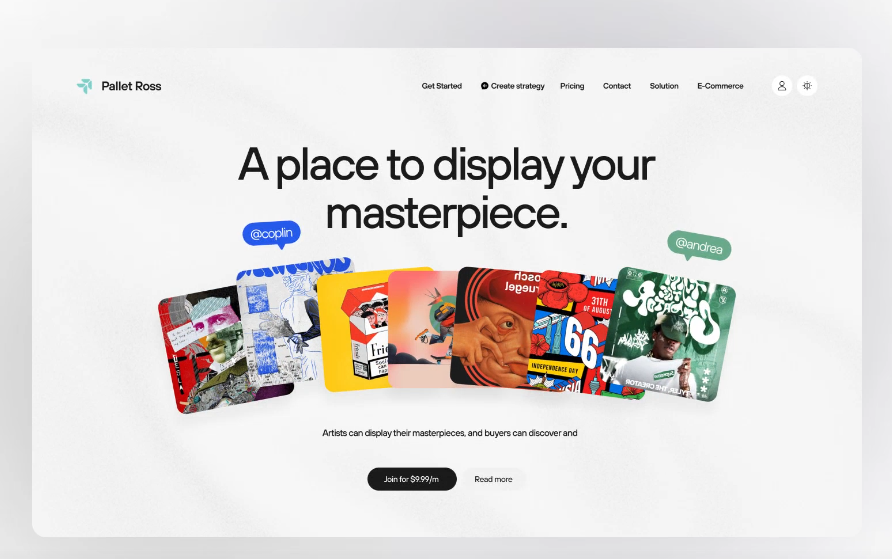 Pallet Ross
Get Started
Create strategy
Pricing
Contact
Solution
E-Commerce
A place to display your
masterpiece.
@coplin
@andrea
31TH
OF AUGUST
66
INDEPENDENCE DAY
Artists can display their masterpieces, and buyers can discover and
Join for $9.99/m
Read more